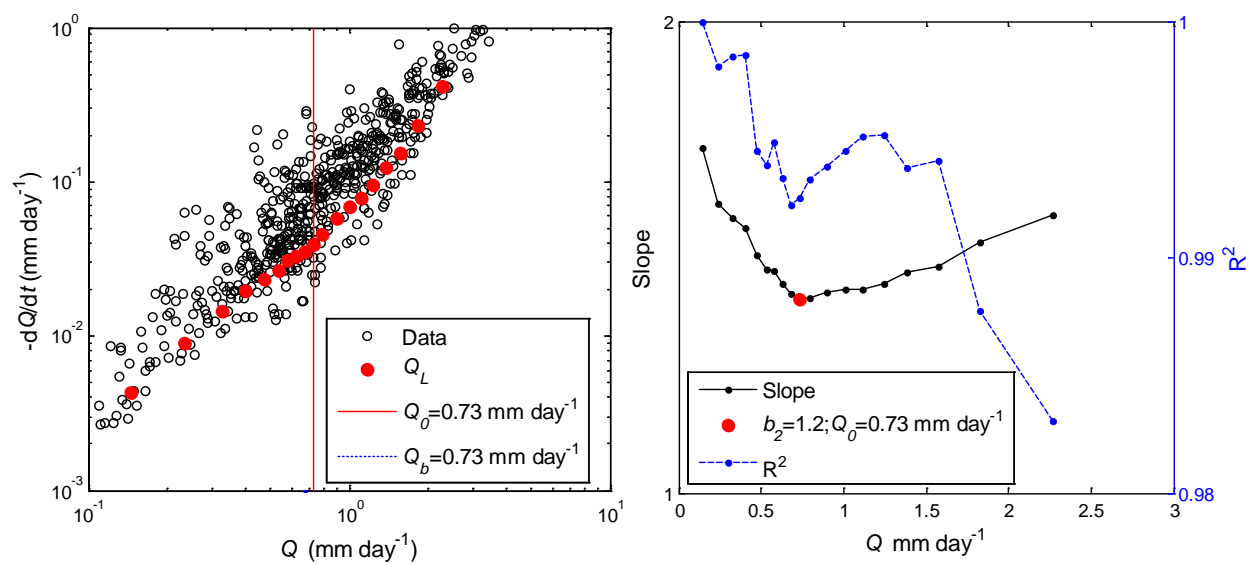 10^0
10^-1
10^-2
10^-3
-dQ/dt (mm day^-1)
Data
Q_L
Q_0=0.73 mm day^-1
Q_b=0.73 mm day^-1
10^-1 10^0 10^1
Q (mm day^-1)
2
1
Slope
1
0.99
0.98
R^2
Slope
b_2=1.2;Q_0=0.73 mm day^-1
R^2
0 0.5 1 1.5 2 2.5 3
Q mm day^-1